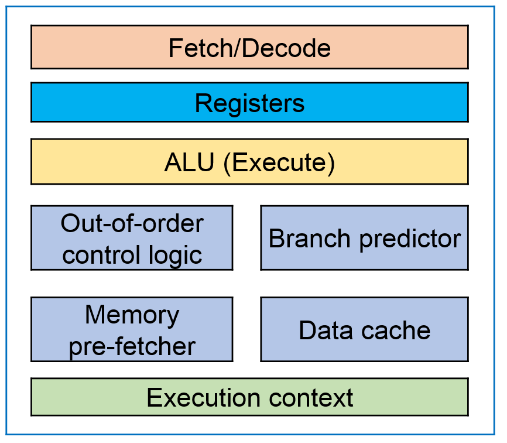 Fetch/Decode
Registers
ALU (Execute)
Out-of-order
control logic
Branch predictor
Memory
pre-fetcher
Data cache
Execution context